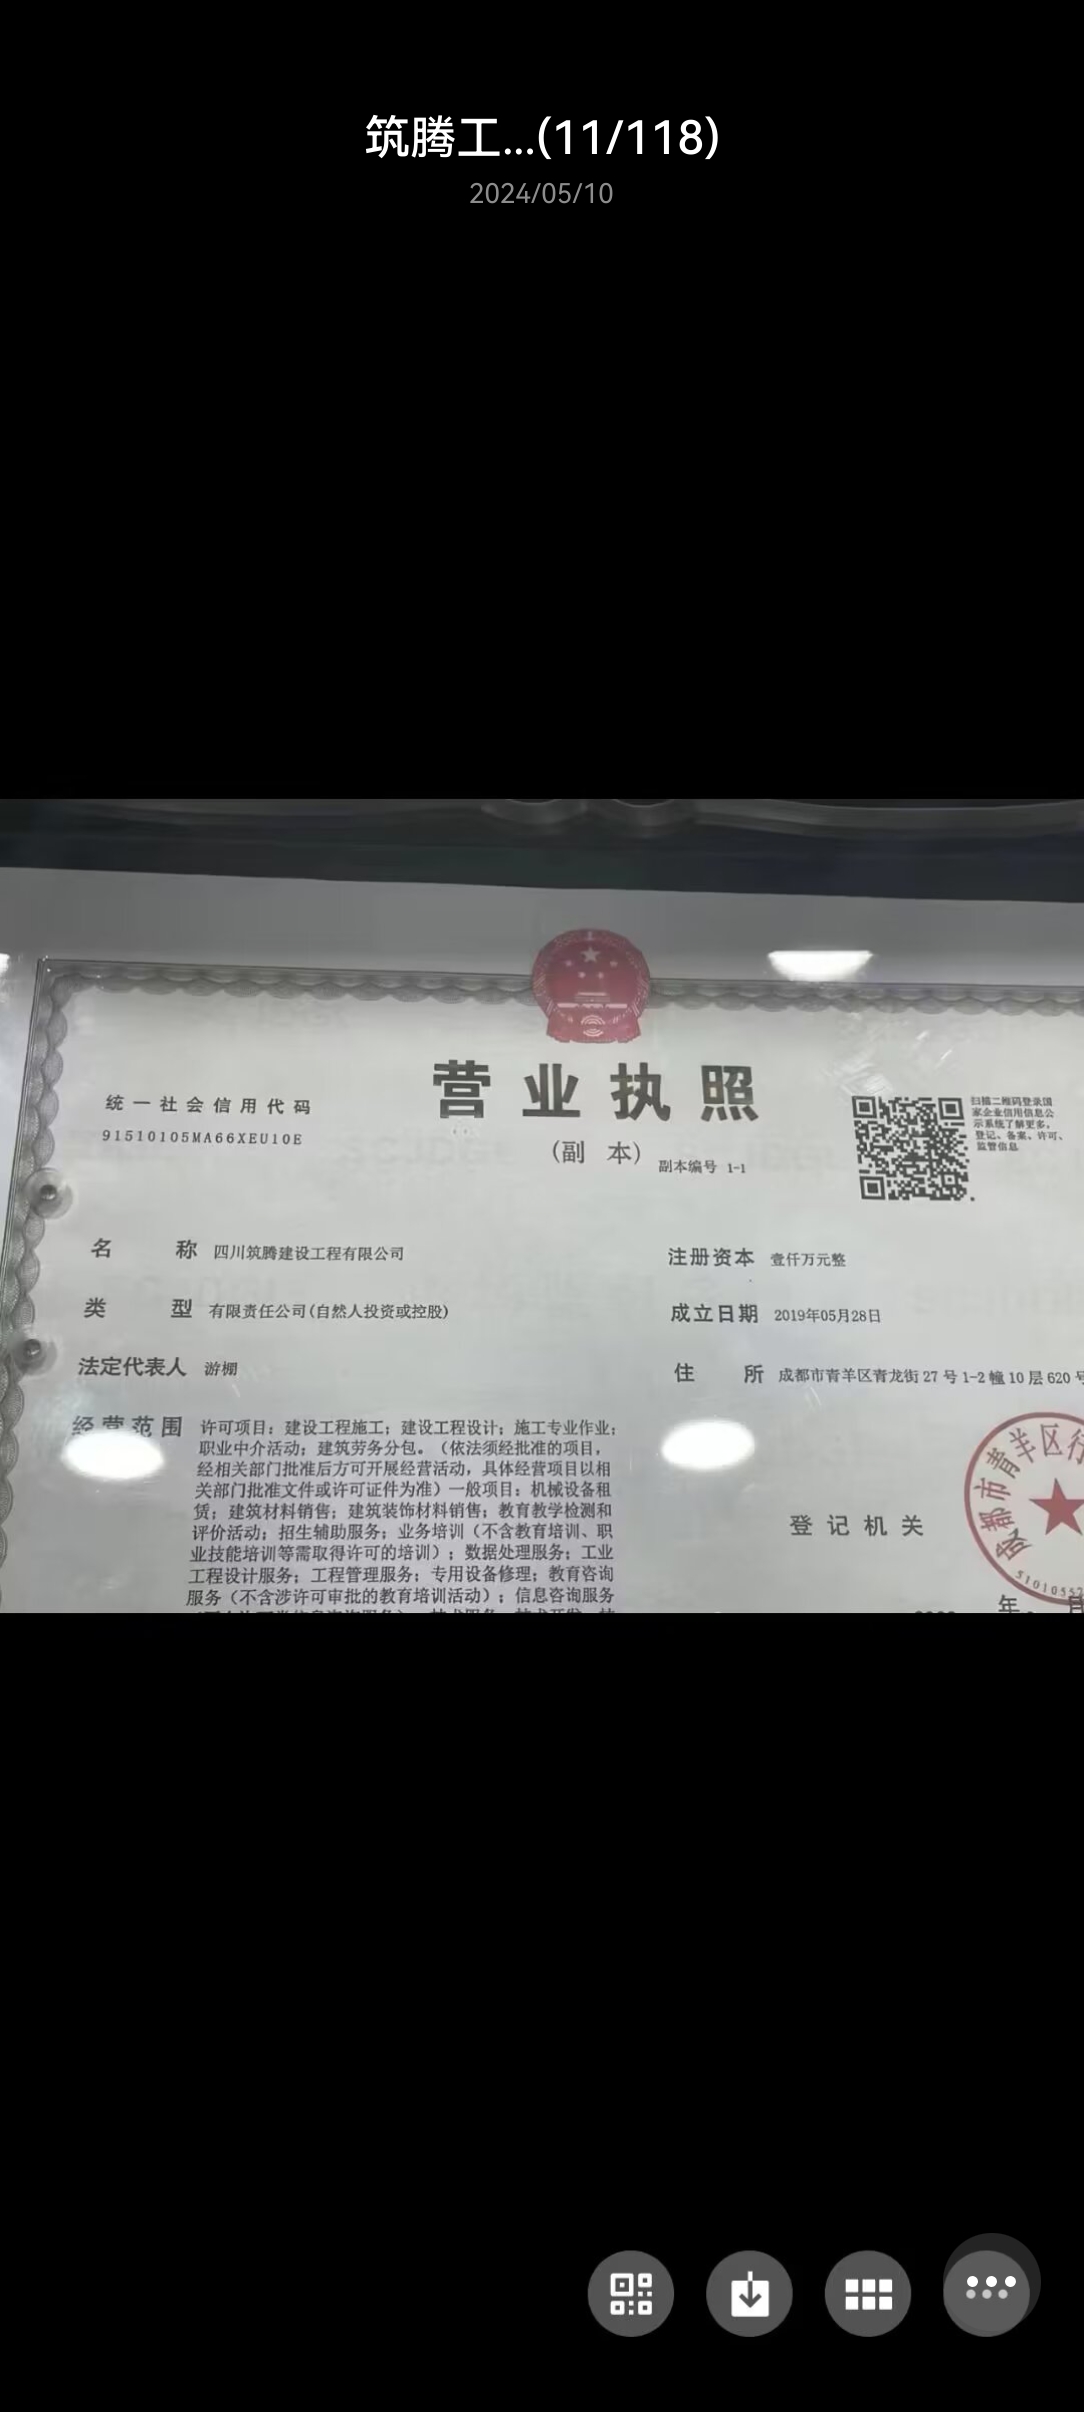 筑腾工...(11/118)
2024/05/10
营业执照
(副 本) 副本编号 1-1
统一社会信用代码
91510105MA66XEU10E
扫描二维码登录国
家企业信用信息公
示系统了解更多，
登记、备案、许可、
监管信息
名 称 四川筑腾建设工程有限公司
类 型 有限责任公司(自然人投资或控股)
法定代表人 游棚
经营范围 许可项目：建设工程施工；建设工程设计；施工专业作业；
职业中介活动；建筑劳务分包。（依法须经批准的项目，
经相关部门批准后方可开展经营活动，具体经营项目以相
关部门批准文件或许可证件为准）一般项目：机械设备租
赁；建筑材料销售；建筑装饰材料销售；教育教学检测和
评价活动；招生辅助服务；业务培训（不含教育培训、职
业技能培训等需取得许可的培训）；数据处理服务；工业
工程设计服务；工程管理服务；专用设备修理；教育咨询
服务（不含涉许可审批的教育培训活动）；信息咨询服务
注册资本 壹仟万元整
成立日期 2019年05月28日
住 所 成都市青羊区青龙街27号1-2幢10层620号
登记机关
成都市青羊区行
5101055
年 月